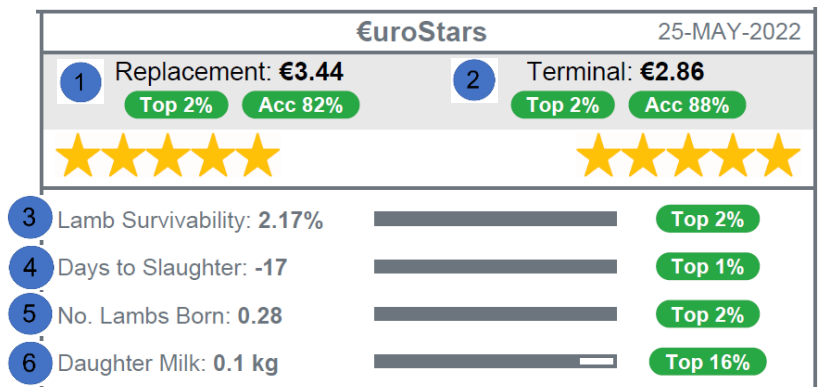 €uroStars 25-MAY-2022
1 Replacement: €3.44 2 Terminal: €2.86
Top 2% Acc 82% Top 2% Acc 88%
3 Lamb Survivability: 2.17% Top 2%
4 Days to Slaughter: -17 Top 1%
5 No. Lambs Born: 0.28 Top 2%
6 Daughter Milk: 0.1 kg Top 16%